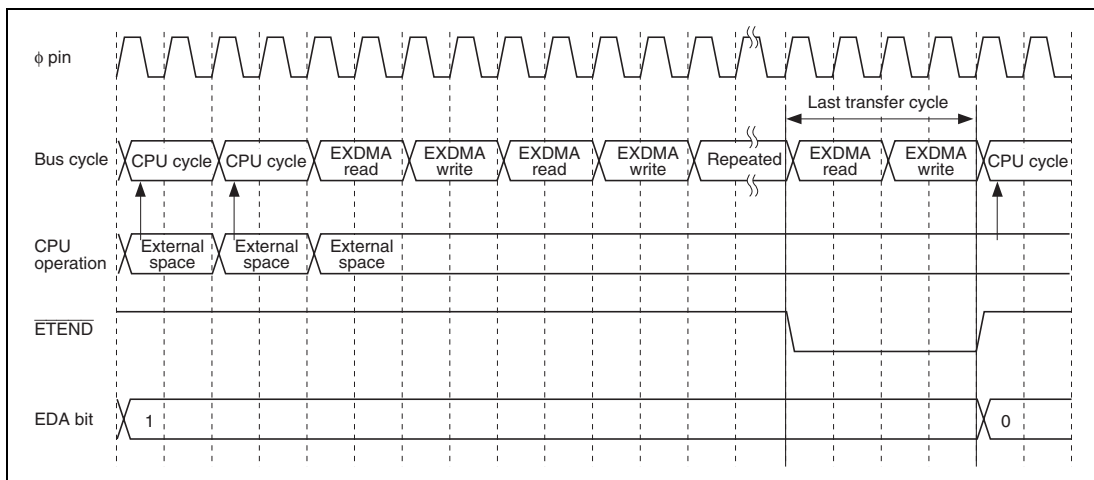 φ pin
Last transfer cycle
Bus cycle
CPU cycle
CPU cycle
EXDMA
read
EXDMA
write
EXDMA
read
EXDMA
write
Repeated
EXDMA
read
EXDMA
write
CPU cycle
CPU
operation
External
space
External
space
External
space
ETEND
EDA bit
1
0